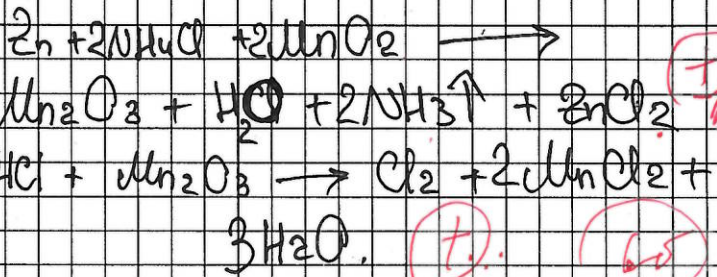 Zn + 2NH4Cl + 2MnO2 →
Mn2O3 + H2O + 2NH3↑ + ZnCl2
HCl + Mn2O3 → Cl2 + 2MnCl2 +
3H2O.